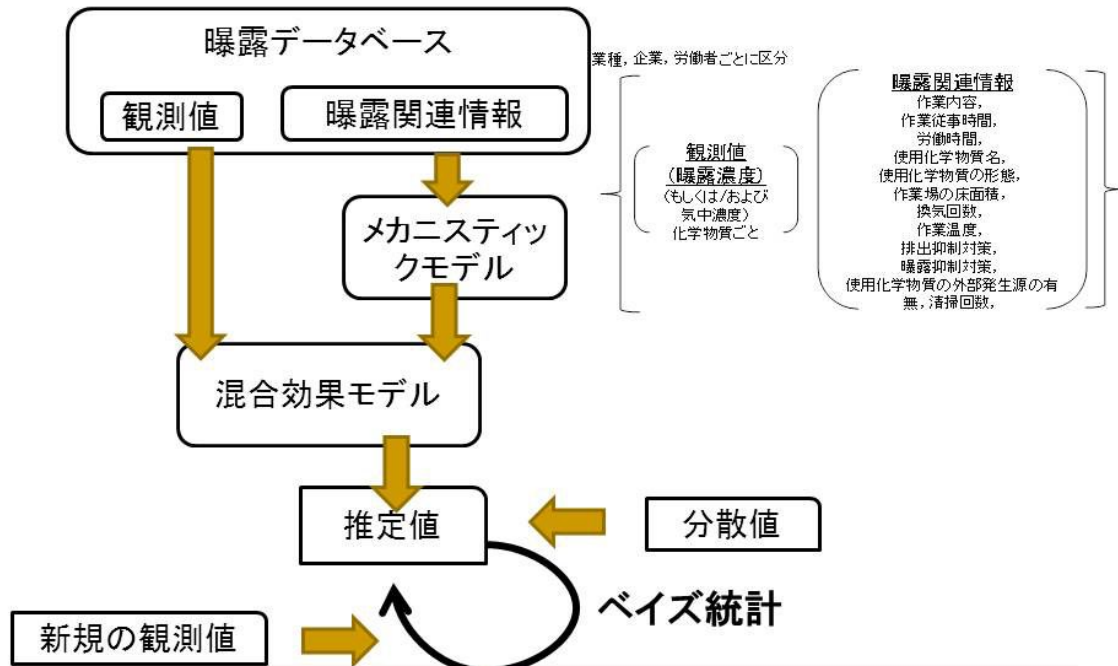 曝露データベース
観測値
曝露関連情報
メカニスティッ
クモデル
混合効果モデル
推定値
分散値
ベイズ統計
新規の観測値
業種, 企業, 労働者ごとに区分
観測値
(曝露濃度)
(もしくは/および
気中濃度)
化学物質ごと
曝露関連情報
作業内容,
作業従事時間,
労働時間,
使用化学物質名,
使用化学物質の形態,
作業場の床面積,
換気回数,
作業温度,
排出抑制対策,
曝露抑制対策,
使用化学物質の外部発生源の有
無, 清掃回数,